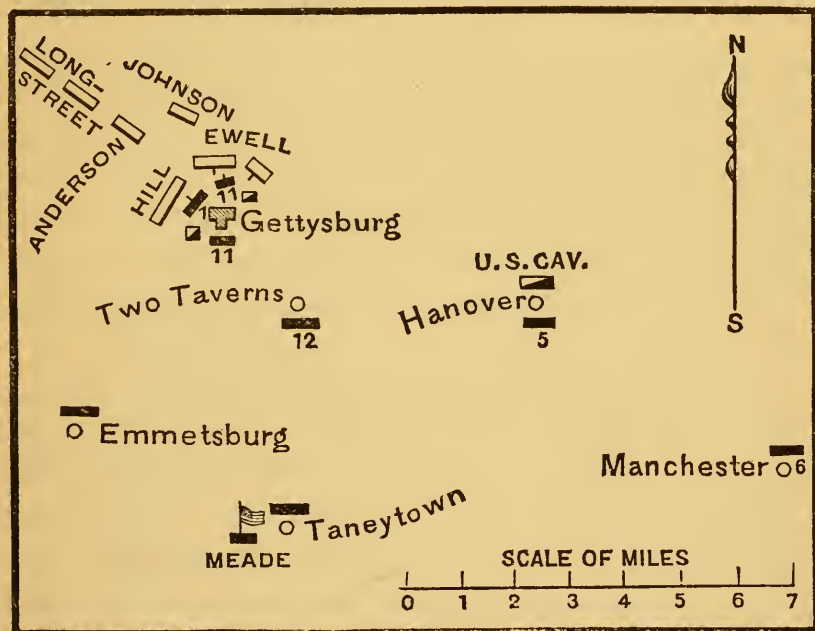 LONG-
STREET
JOHNSON
N
EWELL
ANDERSON
HILL
11
1
Gettysburg
11
U.S. CAV.
Two Taverns
Hanover
12
5
S
Emmetsburg
Manchester 6
Taneytown
MEADE
SCALE OF MILES
0 1 2 3 4 5 6 7